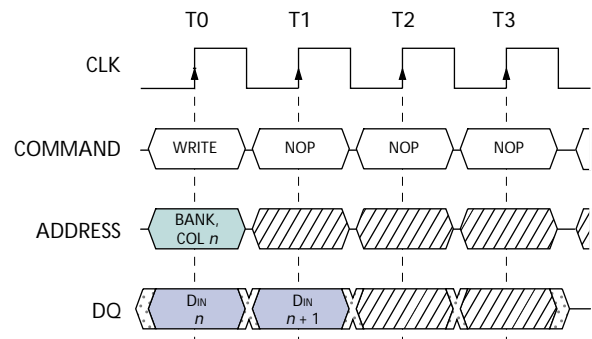 T0 T1 T2 T3
CLK
COMMAND WRITE NOP NOP NOP
ADDRESS BANK,
COL n
DQ DIN DIN
n n + 1